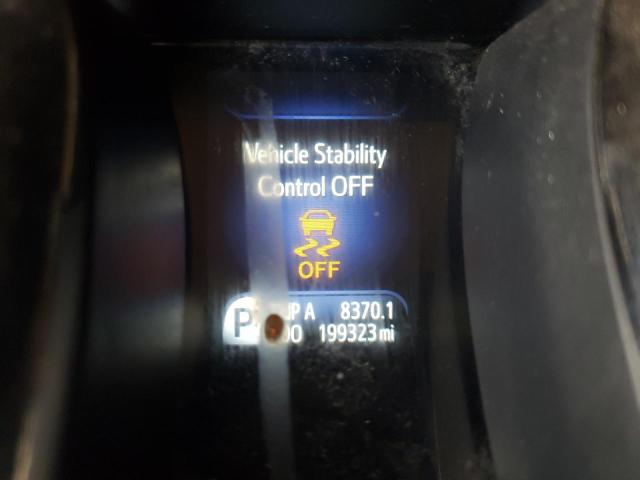 Vehicle Stability
Control OFF
OFF
P
A 8370.1
199323 mi